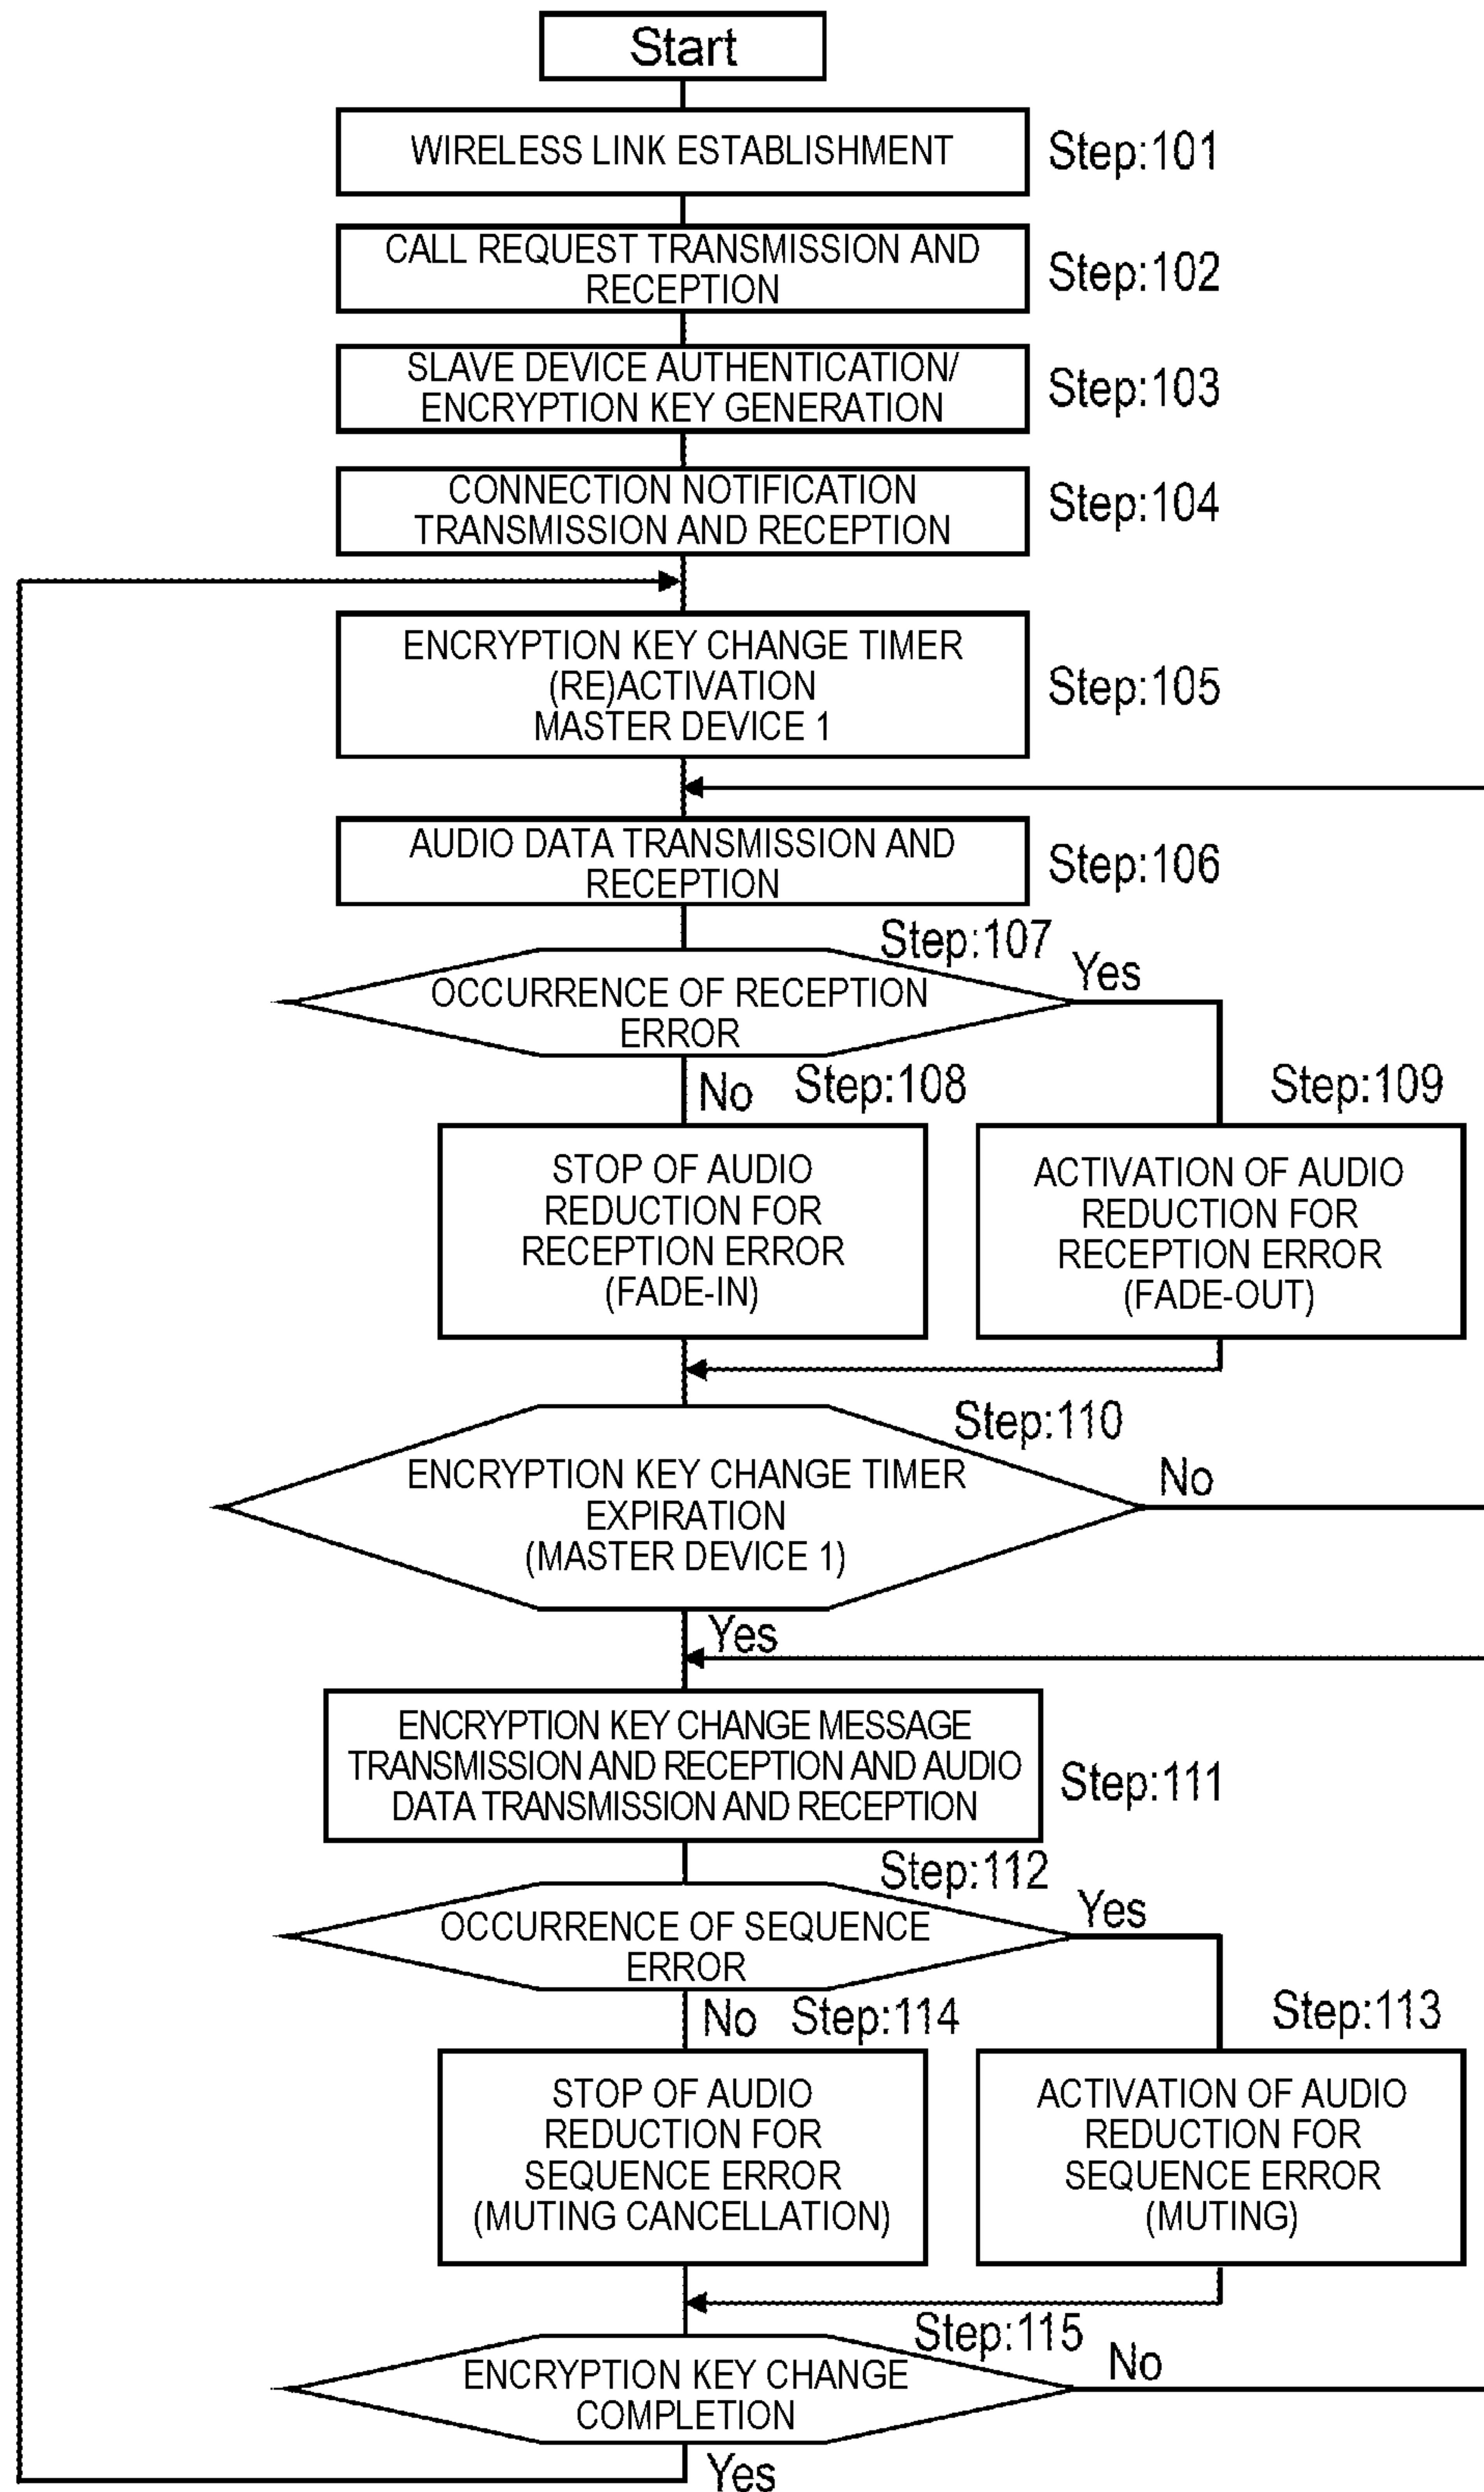 Start
WIRELESS LINK ESTABLISHMENT
Step:101
CALL REQUEST TRANSMISSION AND
RECEPTION
Step:102
SLAVE DEVICE AUTHENTICATION/
ENCRYPTION KEY GENERATION
Step:103
CONNECTION NOTIFICATION
TRANSMISSION AND RECEPTION
Step:104
ENCRYPTION KEY CHANGE TIMER
(RE)ACTIVATION
MASTER DEVICE 1
Step:105
AUDIO DATA TRANSMISSION AND
RECEPTION
Step:106
Step:107
OCCURRENCE OF RECEPTION
ERROR
Yes
No
Step:108
STOP OF AUDIO
REDUCTION FOR
RECEPTION ERROR
(FADE-IN)
Step:109
ACTIVATION OF AUDIO
REDUCTION FOR
RECEPTION ERROR
(FADE-OUT)
Step:110
ENCRYPTION KEY CHANGE TIMER
EXPIRATION
(MASTER DEVICE 1)
No
Yes
ENCRYPTION KEY CHANGE MESSAGE
TRANSMISSION AND RECEPTION AND AUDIO
DATA TRANSMISSION AND RECEPTION
Step:111
Step:112
OCCURRENCE OF SEQUENCE
ERROR
Yes
No
Step:114
STOP OF AUDIO
REDUCTION FOR
SEQUENCE ERROR
(MUTING CANCELLATION)
Step:113
ACTIVATION OF AUDIO
REDUCTION FOR
SEQUENCE ERROR
(MUTING)
Step:115
ENCRYPTION KEY CHANGE
COMPLETION
No
Yes